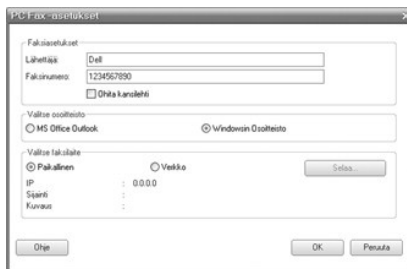 PC Fax -asetukset
Faksiasetukset
Lähettäjä: Dell
Faksinumero: 1234567890
Ohita kansilehti
Valitse osoitteisto
MS Office Outlook Windowsin Osoitteisto
Valitse faksilaite
Paikallinen Verkko Selaa...
IP : 0.0.0.0
Sijainti :
Kuvaus :
Ohje OK Peruuta